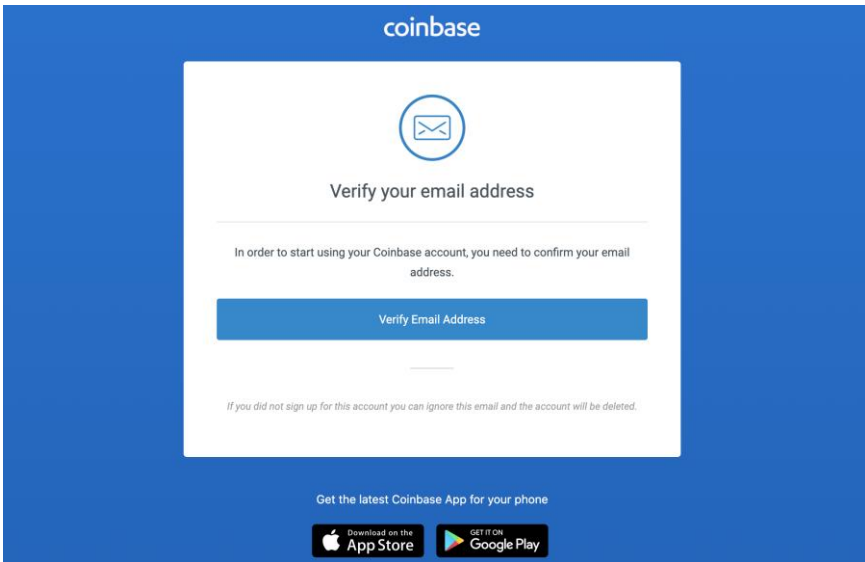 coinbase
Verify your email address
In order to start using your Coinbase account, you need to confirm your email
address.
Verify Email Address
If you did not sign up for this account you can ignore this email and the account will be deleted.
Get the latest Coinbase App for your phone
Download on the
App Store
GET IT ON
Google Play